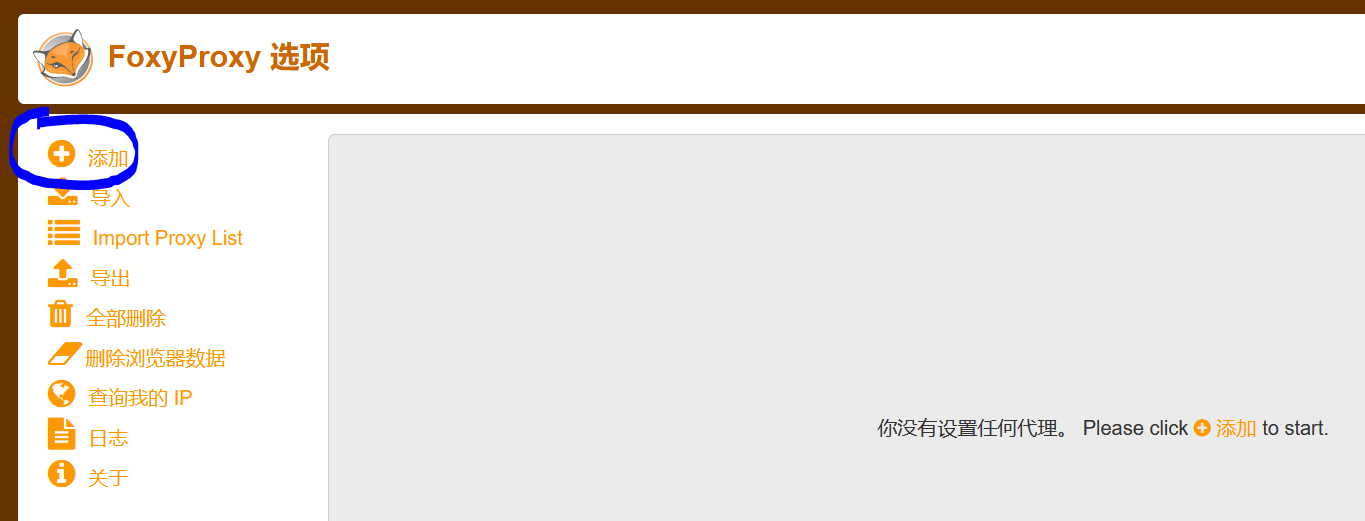 FoxyProxy 选项
添加
导入
Import Proxy List
导出
全部删除
删除浏览器数据
查询我的 IP
日志
关于
你没有设置任何代理。 Please click 添加 to start.